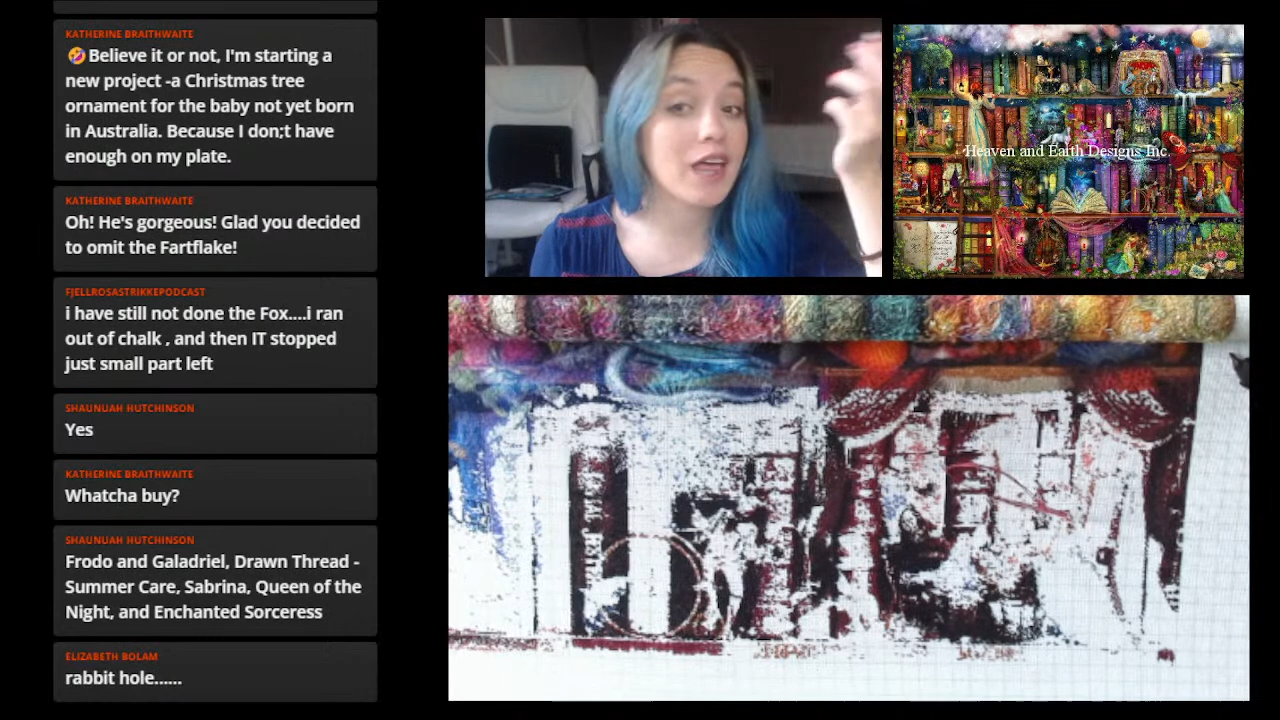 KATHERINE BRAITHWAITE
🤣Believe it or not, I'm starting a
new project -a Christmas tree
ornament for the baby not yet born
in Australia. Because I don;t have
enough on my plate.
KATHERINE BRAITHWAITE
Oh! He's gorgeous! Glad you decided
to omit the Fartflake!
FJELLROSASTRIKKEPODCAST
i have still not done the Fox....i ran
out of chalk , and then IT stopped
just small part left
SHAUNUAH HUTCHINSON
Yes
KATHERINE BRAITHWAITE
Whatcha buy?
SHAUNUAH HUTCHINSON
Frodo and Galadriel, Drawn Thread -
Summer Care, Sabrina, Queen of the
Night, and Enchanted Sorceress
ELIZABETH BOLAM
rabbit hole......
Heaven and Earth Designs Inc